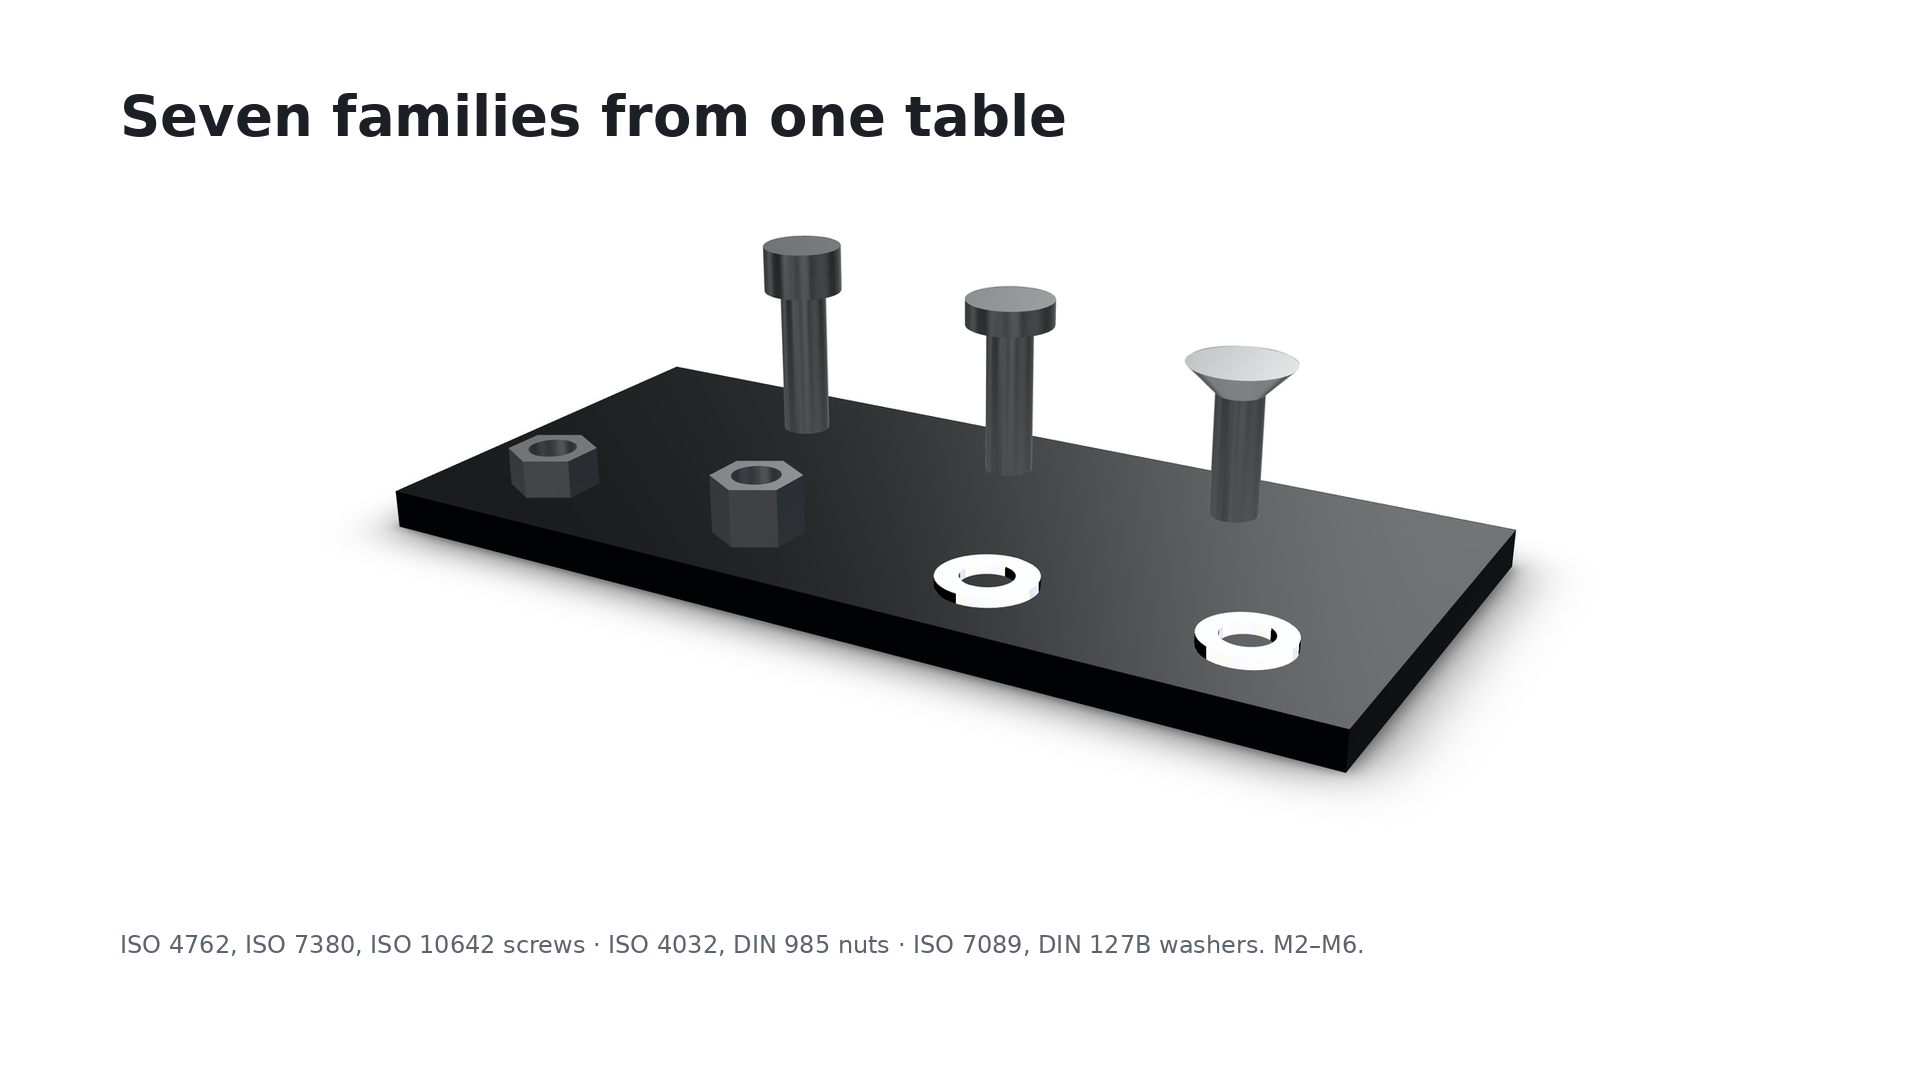 Seven families from one table
ISO 4762, ISO 7380, ISO 10642 screws · ISO 4032, DIN 985 nuts · ISO 7089, DIN 127B washers. M2–M6.